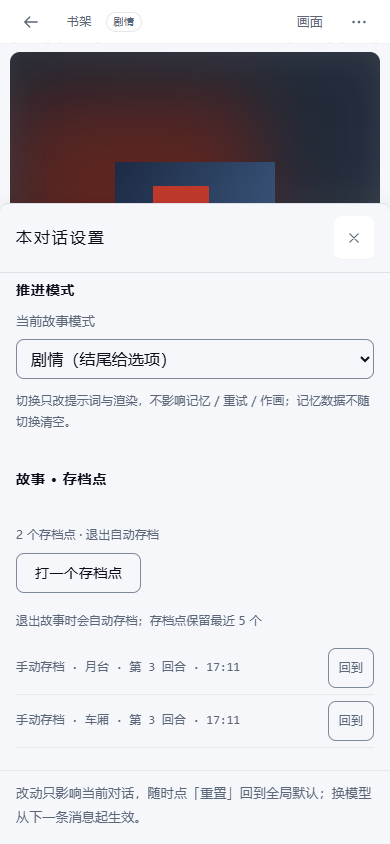 书架 剧情 画面
本对话设置
推进模式
当前故事模式
剧情（结尾给选项）
切换只改提示词与渲染，不影响记忆 / 重试 / 作画；记忆数据不随
切换清空。
故事 • 存档点
2 个存档点 · 退出自动存档
打一个存档点
退出故事时会自动存档；存档点保留最近 5 个
手动存档 · 月台 · 第 3 回合 · 17:11 回到
手动存档 · 车厢 · 第 3 回合 · 17:11 回到
改动只影响当前对话，随时点「重置」回到全局默认；换模型
从下一条消息起生效。